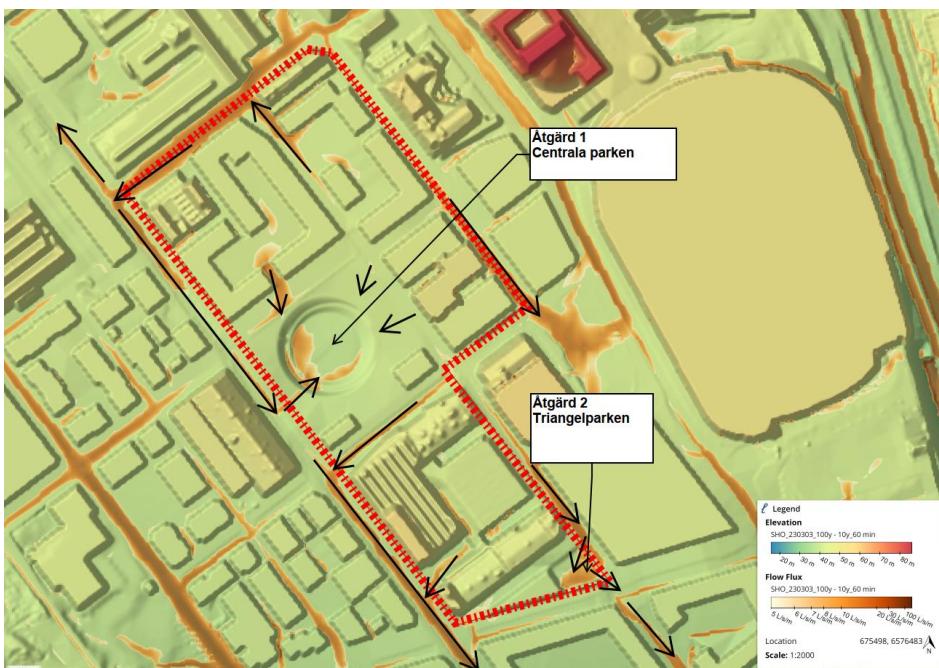 Åtgärd 1
Centrala parken
Åtgärd 2
Triangelparken
Legend
Elevation
SHO_230303_100y - 10y_60 min
20 m 30 m 40 m 50 m 60 m 70 m 80 m
Flow Flux
SHO_230303_100y - 10y_60 min
5 L/s/m 6 L/s/m 7 L/s/m 8 L/s/m 10 L/s/m 20 L/s/m 30 L/s/m 100 L/s/m
Location 675498, 6576483
Scale: 1:2000
N